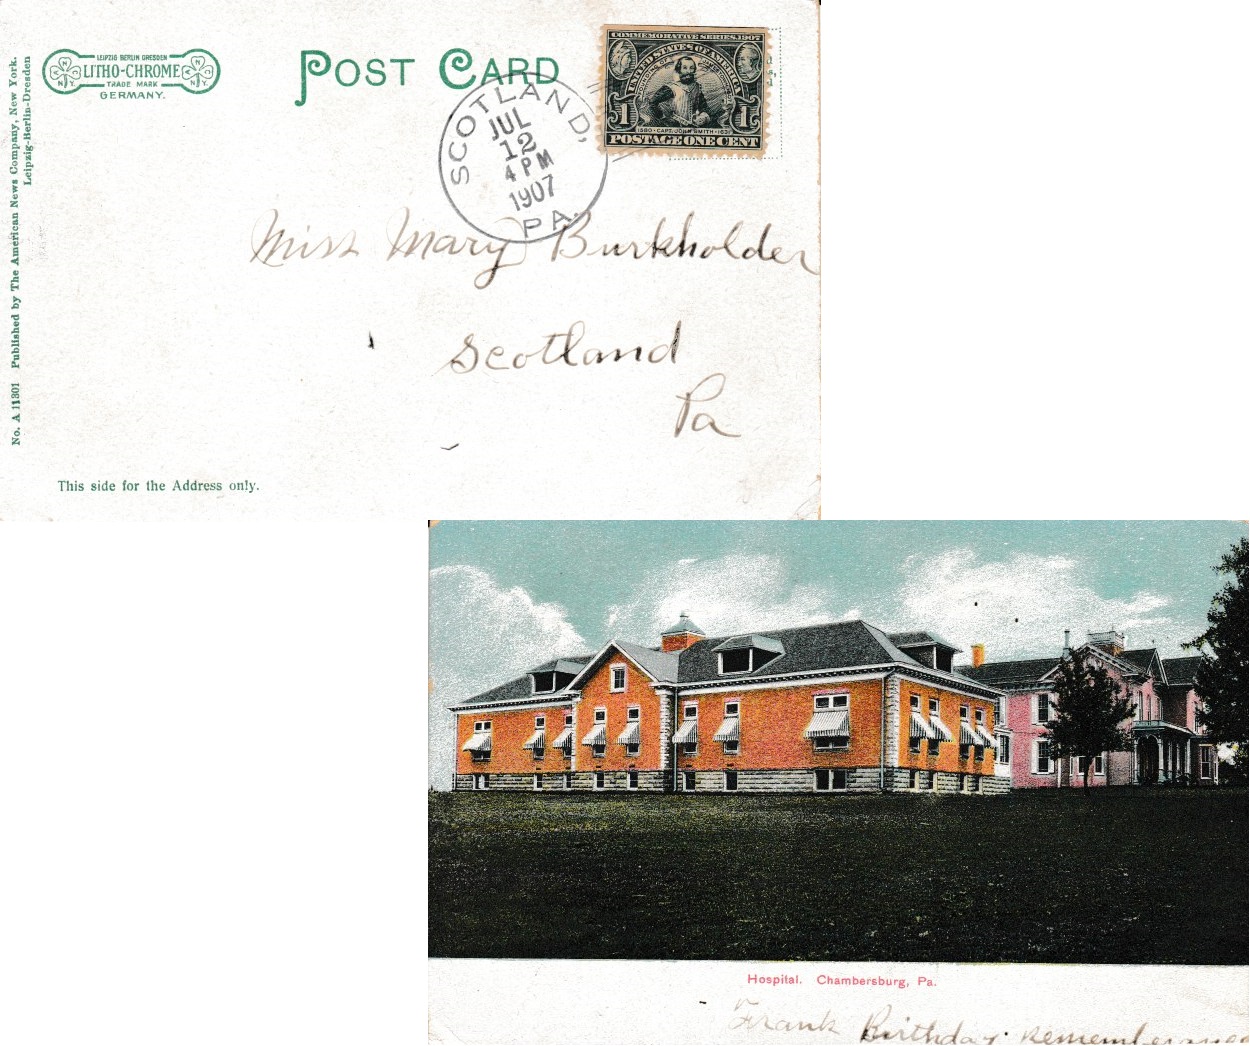 LEIPZIG BERLIN DRESDEN
LITHO-CHROME
TRADE MARK
GERMANY.
N.Y.
N.Y.
POST CARD
COMMEMORATIVE SERIES, 1907
UNITED STATES OF AMERICA
1 1
1580 • CAPT. JOHN SMITH • 1631
POSTAGE ONE CENT
SCOTLAND,
JUL
12
4 PM
1907
PA.
Miss Mary Burkholder
Scotland
Pa
No. A 11301 Published by The American News Company, New York.
Leipzig-Berlin-Dresden
This side for the Address only.
Hospital. Chambersburg, Pa.
Frank Birthday Remembrance